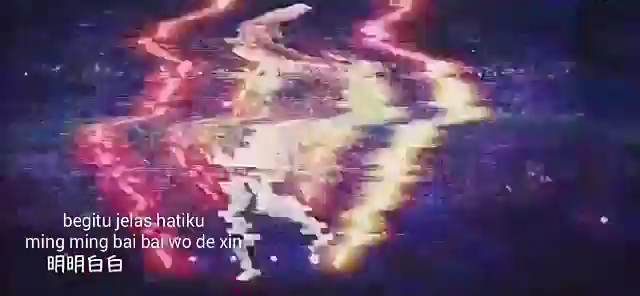 begitu jelas hatiku
ming ming bai bai wo de xin
明明白白